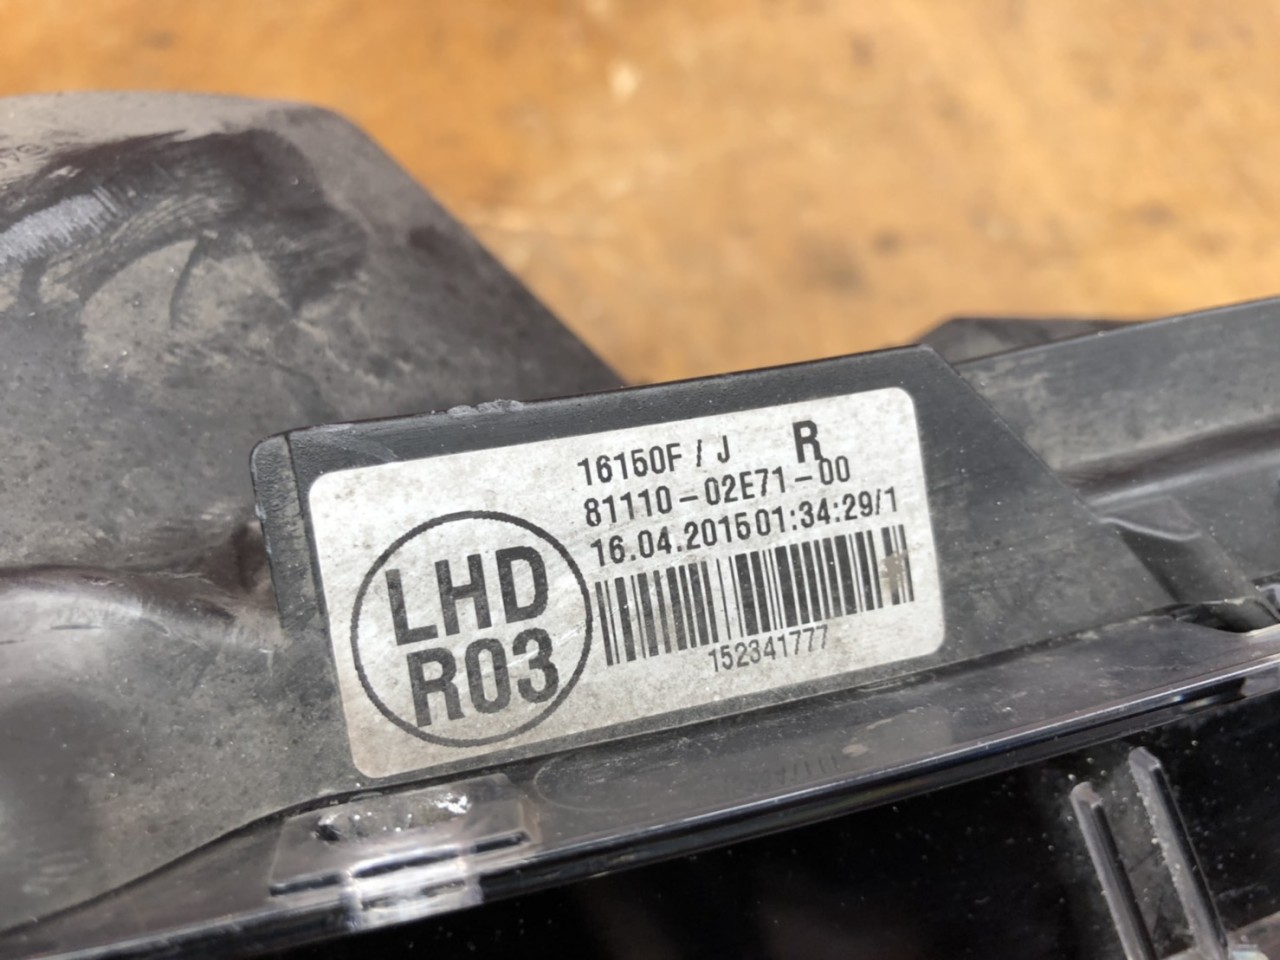 16150F / J R
81110-02E71-00
16.04.2015 01:34:29/1
LHD
R03
152341777